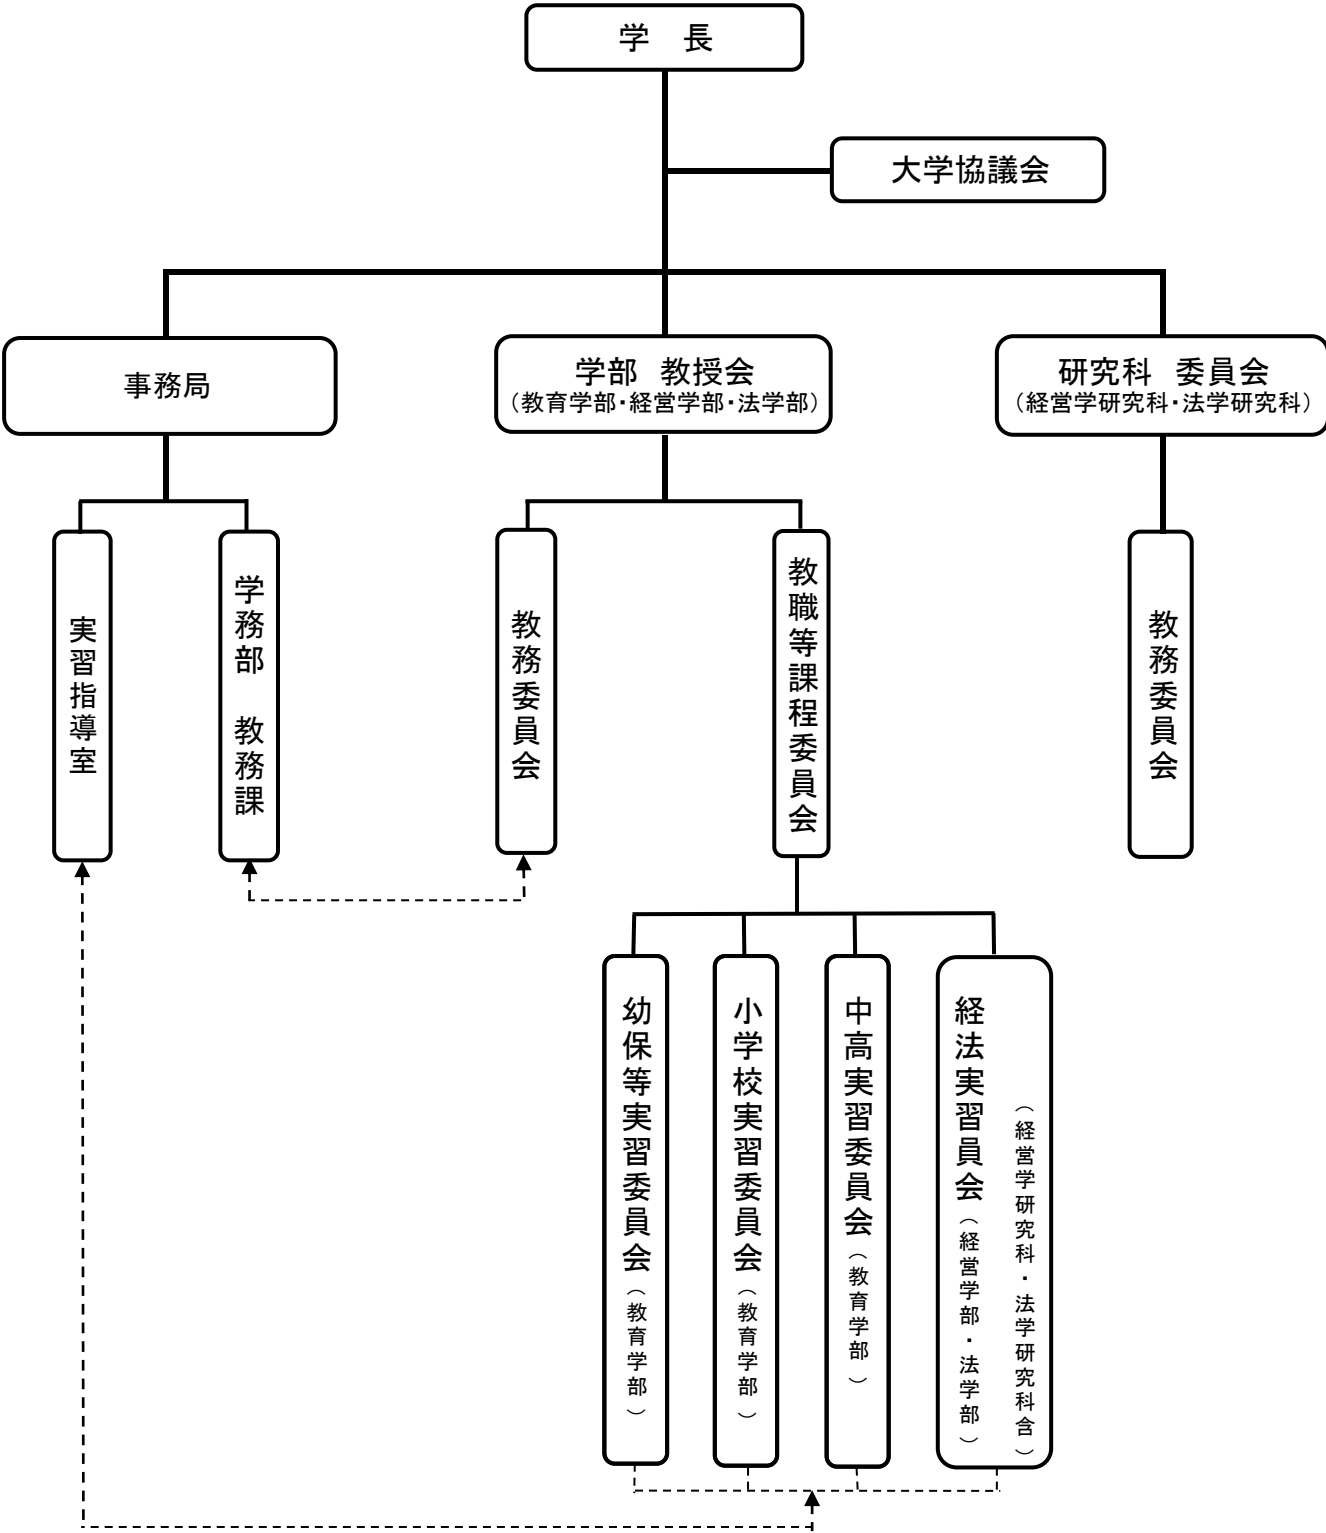 学　長
大学協議会
事務局
学部　教授会
（教育学部・経営学部・法学部）
研究科　委員会
（経営学研究科・法学研究科）
実習指導室
学務部　教務課
教務委員会
教職等課程委員会
教務委員会
幼保等実習委員会（教育学部）
小学校実習委員会（教育学部）
中高実習委員会（教育学部）
経法実習員会（経営学部・法学部）
（経営学研究科・法学研究科含）